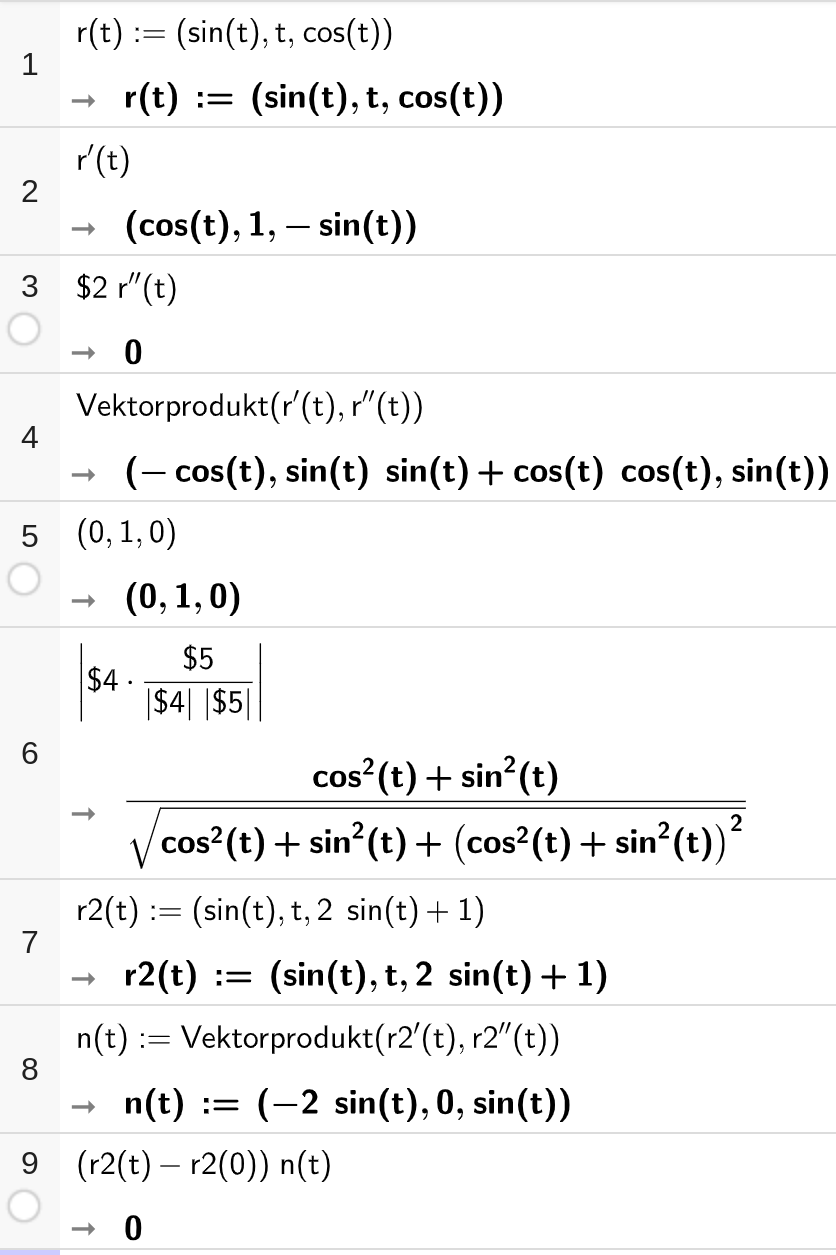 1
r(t) := (sin(t), t, cos(t))
→ r(t) := (sin(t), t, cos(t))
2
r′(t)
→ (cos(t), 1, − sin(t))
3
$2 r″(t)
→ 0
4
Vektorprodukt(r′(t), r″(t))
→ (− cos(t), sin(t) sin(t) + cos(t) cos(t), sin(t))
5
(0, 1, 0)
→ (0, 1, 0)
6
|$4 · $5 / (|$4| |$5|)|
→ (cos²(t) + sin²(t)) / √(cos²(t) + sin²(t) + (cos²(t) + sin²(t))²)
7
r2(t) := (sin(t), t, 2 sin(t) + 1)
→ r2(t) := (sin(t), t, 2 sin(t) + 1)
8
n(t) := Vektorprodukt(r2′(t), r2″(t))
→ n(t) := (−2 sin(t), 0, sin(t))
9
(r2(t) − r2(0)) n(t)
→ 0